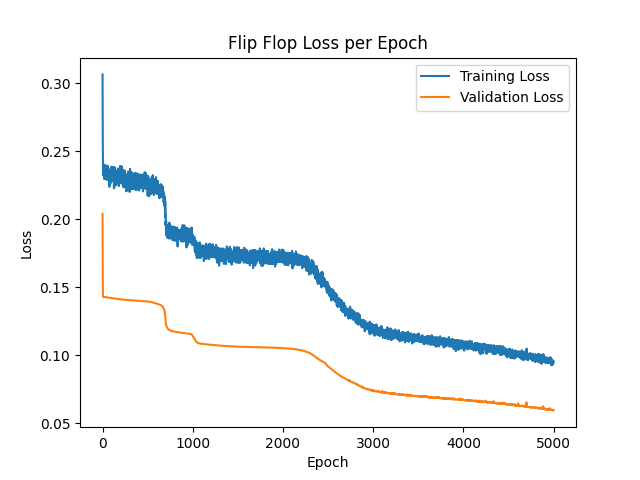 Flip Flop Loss per Epoch
Training Loss
Validation Loss
0.30
0.25
0.20
0.15
0.10
0.05
Loss
0 1000 2000 3000 4000 5000
Epoch